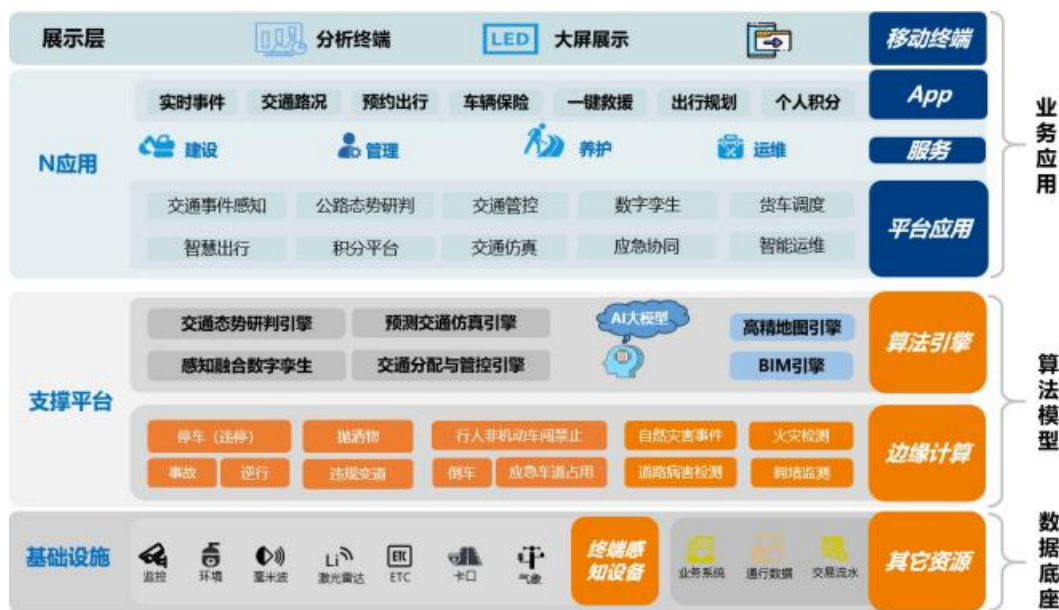 展示层
分析终端
LED
大屏展示
移动终端
N应用
实时事件 交通路况 预约出行 车辆保险 一键救援 出行规划 个人积分
App
建设 管理 养护 运维
服务
交通事件感知 公路态势研判 交通管控 数字孪生 货车调度
智慧出行 积分平台 交通仿真 应急协同 智能运维
平台应用
业务应用
支撑平台
交通态势研判引擎 预测交通仿真引擎 AI大模型 高精地图引擎
感知融合数字孪生 交通分配与管控引擎 BIM引擎
算法引擎
停车（违停） 抛洒物 行人非机动车闯禁止 自然灾害事件 火灾检测
事故 逆行 违规变道 倒车 应急车道占用 道路病害检测 拥堵监测
边缘计算
算法模型
基础设施
监控 环境 毫米波 Li 激光雷达 ETC ETC 卡口 气象
终端感
知设备
业务系统 通行数据 交易流水
其它资源
数据底座